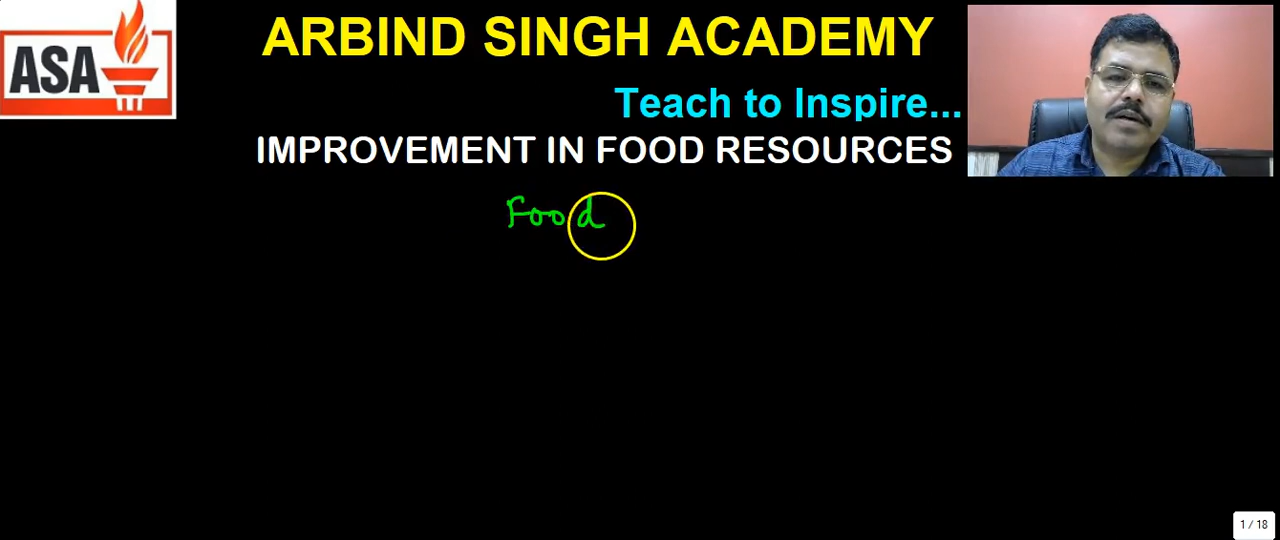 ASA
ARBIND SINGH ACADEMY
Teach to Inspire...
IMPROVEMENT IN FOOD RESOURCES
Food
1 / 18